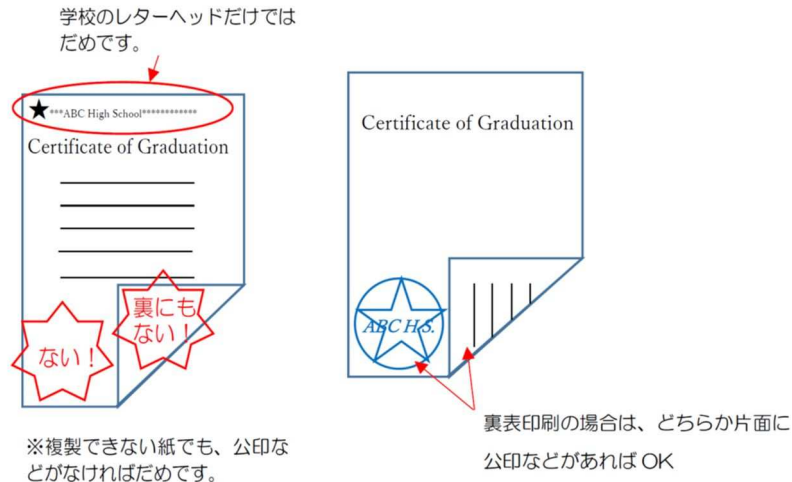 学校のレターヘッドだけでは
だめです。
★***ABC High School************
Certificate of Graduation
裏にも
ない！
ない！
※複製できない紙でも、公印な
どがなければだめです。
Certificate of Graduation
ABC H.S.
裏表印刷の場合は、どちらか片面に
公印などがあれば OK